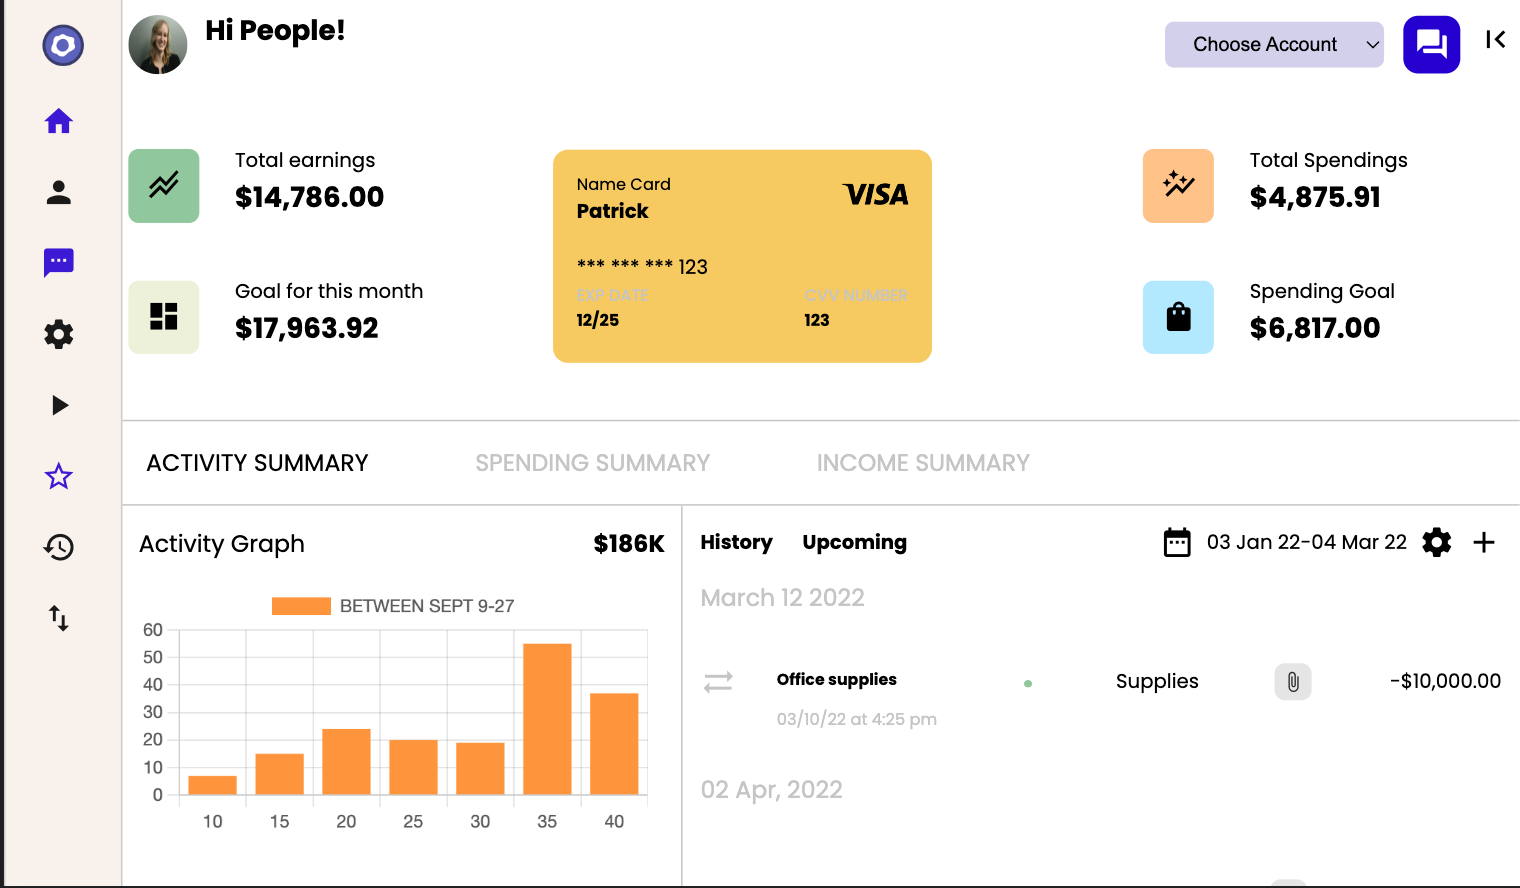 Hi People!
Choose Account
Total earnings
$14,786.00
Goal for this month
$17,963.92
Name Card
Patrick
VISA
*** *** *** 123
EXP DATE
CVV NUMBER
12/25
123
Total Spendings
$4,875.91
Spending Goal
$6,817.00
ACTIVITY SUMMARY
SPENDING SUMMARY
INCOME SUMMARY
Activity Graph
$186K
BETWEEN SEPT 9-27
60
50
40
30
20
10
0
10 15 20 25 30 35 40
History
Upcoming
03 Jan 22-04 Mar 22
March 12 2022
Office supplies
Supplies
-$10,000.00
03/10/22 at 4:25 pm
02 Apr, 2022